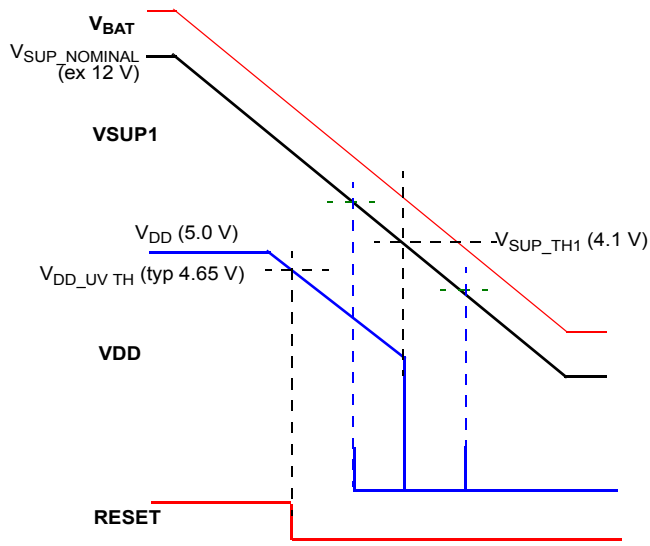 VBAT
VSUP_NOMINAL
(ex 12 V)
VSUP1
VDD (5.0 V)
VSUP_TH1 (4.1 V)
VDD_UV TH (typ 4.65 V)
VDD
RESET